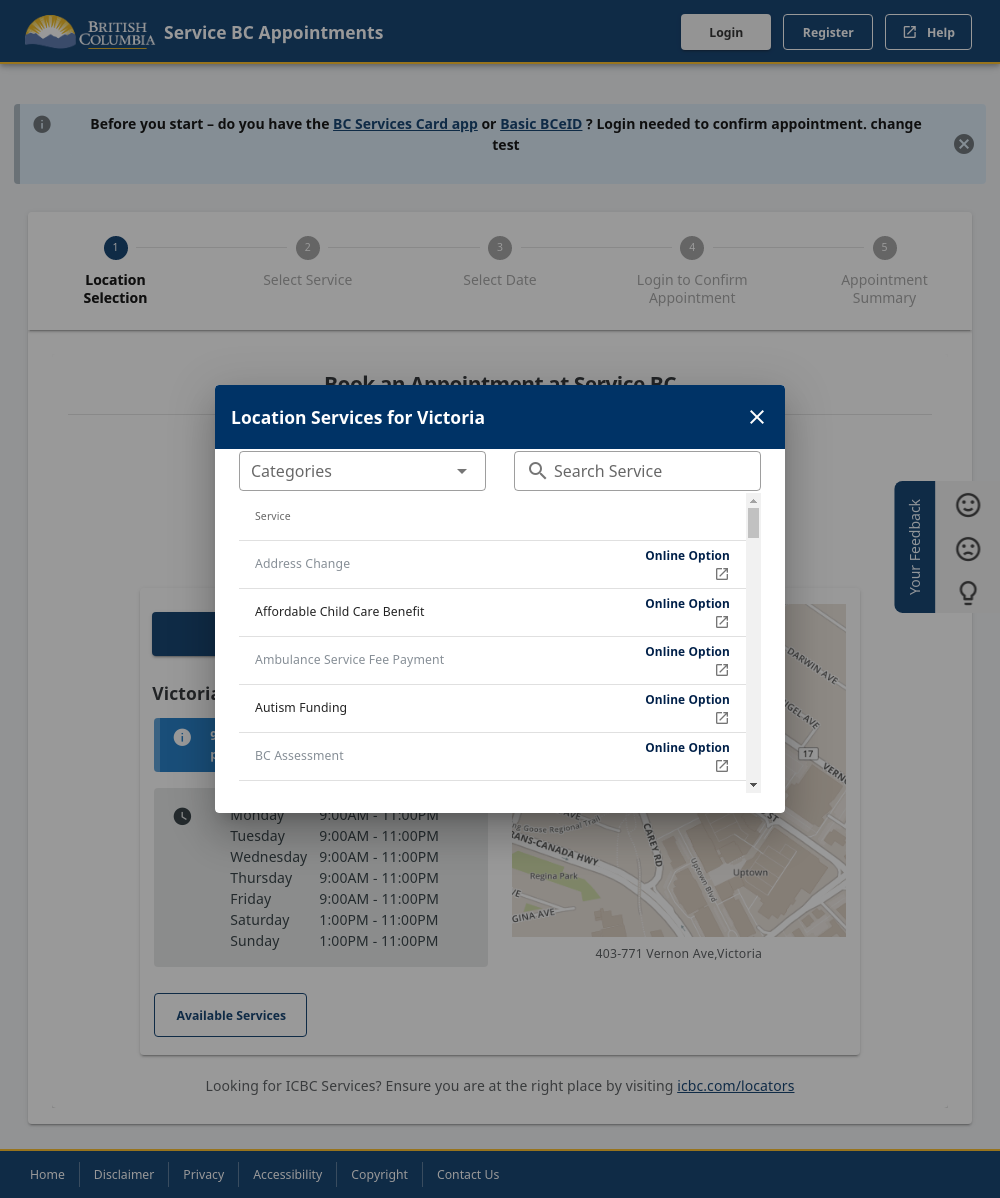 BRITISH
COLUMBIA
Service BC Appointments
Login
Register
Help
Before you start – do you have the BC Services Card app or Basic BCeID ? Login needed to confirm appointment. change
test
1
2
3
4
5
Location
Selection
Select Service
Select Date
Login to Confirm
Appointment
Appointment
Summary
Book an Appointment at Service BC
Location Services for Victoria
Categories
Search Service
Service
Address Change
Online Option
Affordable Child Care Benefit
Online Option
Ambulance Service Fee Payment
Online Option
Autism Funding
Online Option
BC Assessment
Online Option
Your Feedback
Victoria
Monday 9:00AM - 11:00PM
Tuesday 9:00AM - 11:00PM
Wednesday 9:00AM - 11:00PM
Thursday 9:00AM - 11:00PM
Friday 9:00AM - 11:00PM
Saturday 1:00PM - 11:00PM
Sunday 1:00PM - 11:00PM
DARWIN AVE
17
Goose Regional Trail
TRANS-CANADA HWY
CAREY RD
Uptown Blvd
Uptown
Regina Park
403-771 Vernon Ave,Victoria
Available Services
Looking for ICBC Services? Ensure you are at the right place by visiting icbc.com/locators
Home
Disclaimer
Privacy
Accessibility
Copyright
Contact Us